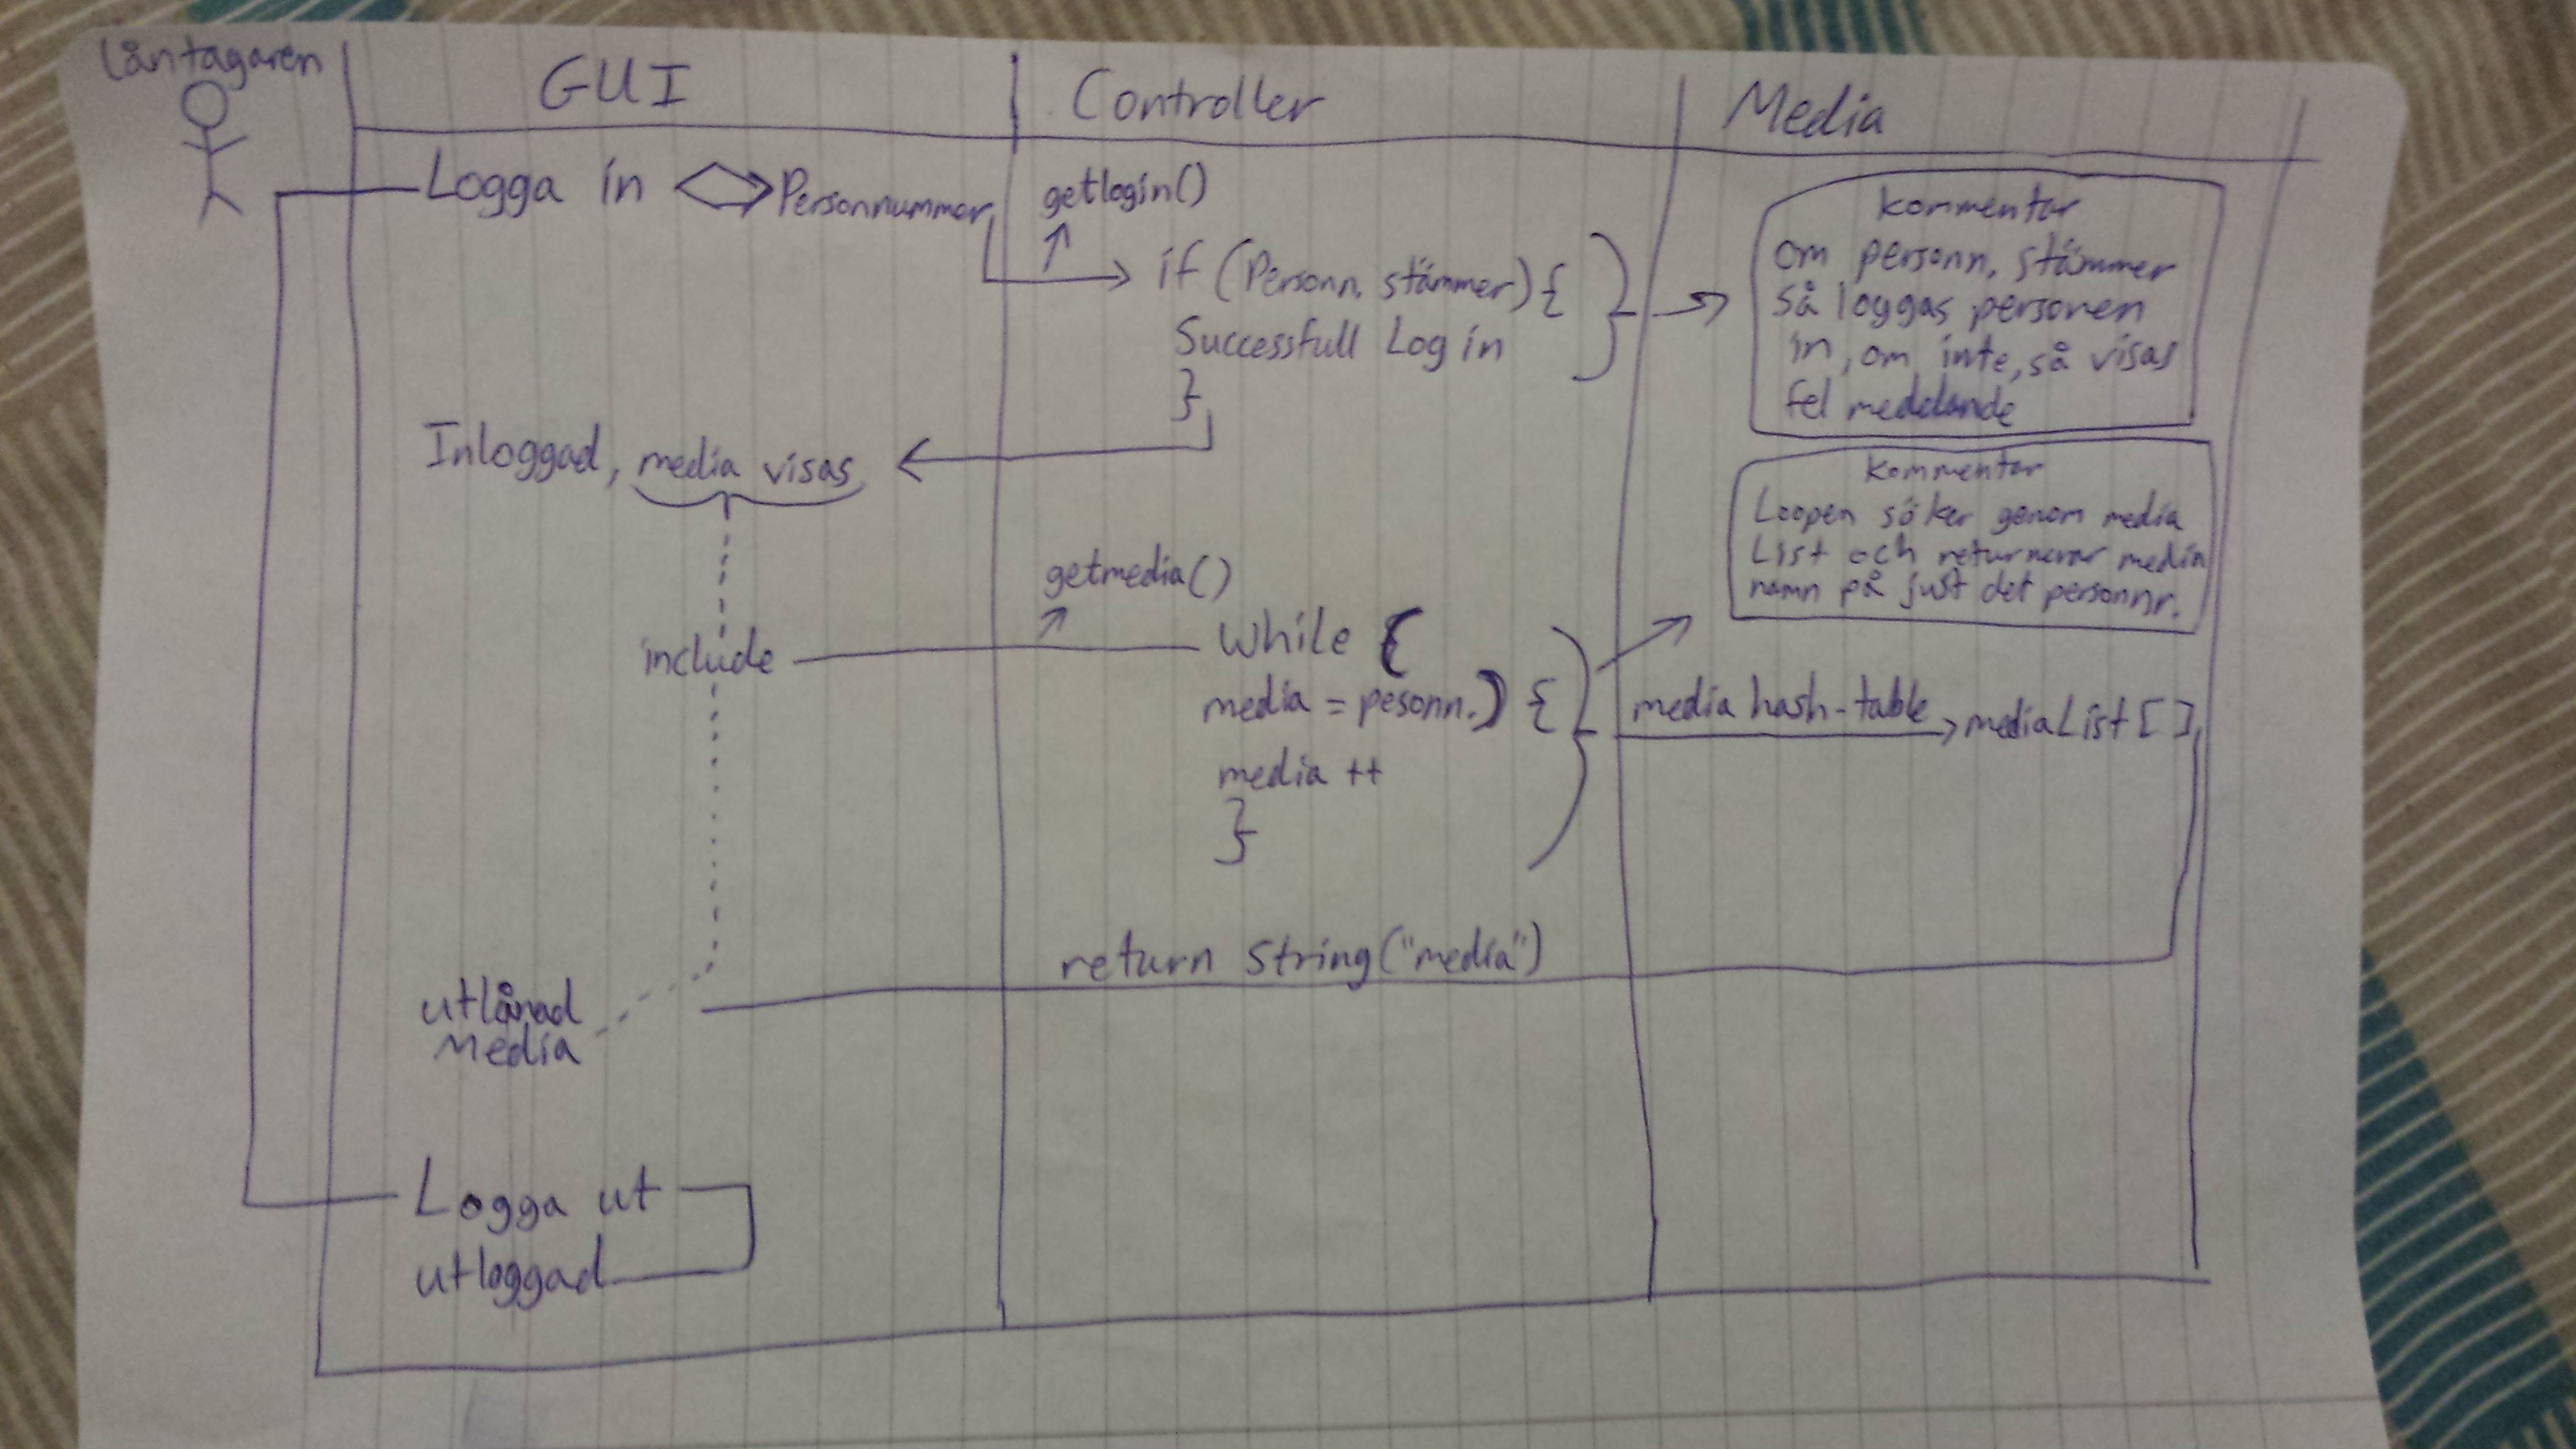 Låntagaren
GUI
Controller
Media
Logga in
Personnummer
getlogin()
if (Personn. stämmer) {
Successfull Log in
}
kommentar
om personn. stämmer
så loggas personen
in, om inte, så visas
fel meddelande
Inloggad, media visas
kommentar
Loopen söker genom media
List och returnerar media
namn på just det personnr.
getmedia()
include
while (
media = pesonn.) {
media ++
}
media hash-table
mediaList[]
return String("media")
utlånad
Media
Logga ut
utloggad